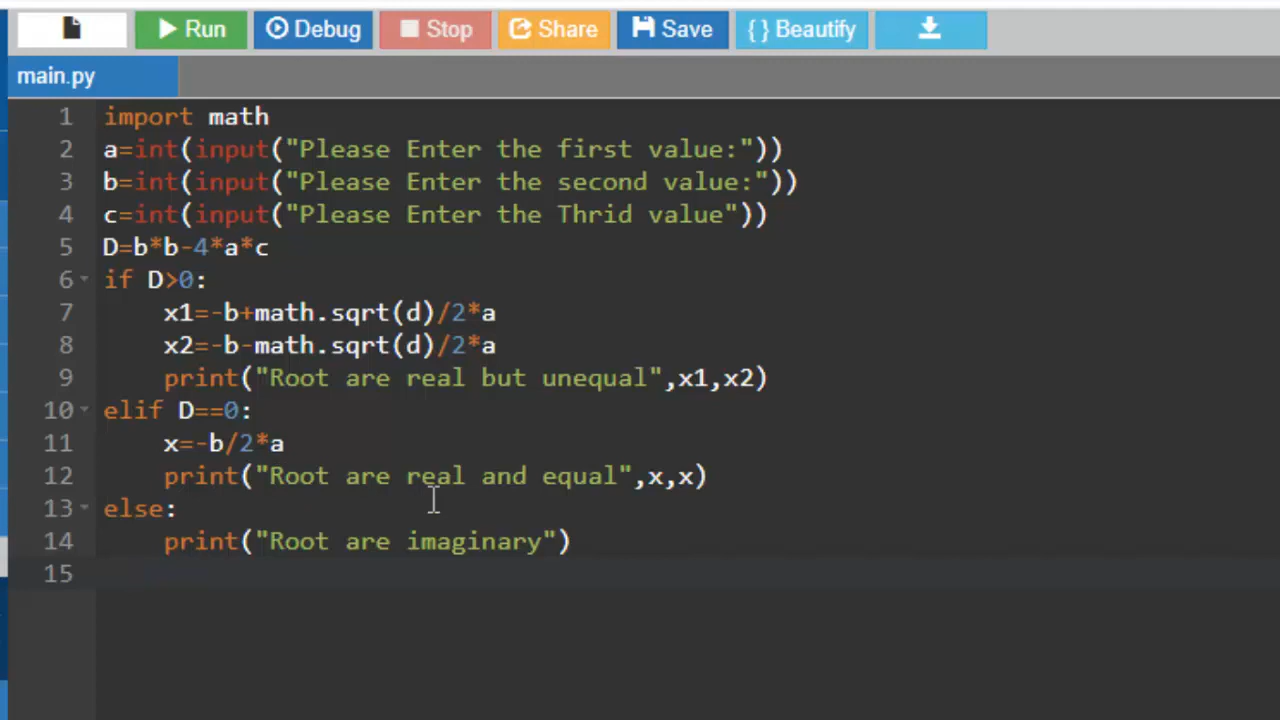 Run Debug Stop Share Save { } Beautify
main.py
1 import math
2 a=int(input("Please Enter the first value:"))
3 b=int(input("Please Enter the second value:"))
4 c=int(input("Please Enter the Thrid value"))
5 D=b*b-4*a*c
6 if D>0:
7     x1=-b+math.sqrt(d)/2*a
8     x2=-b-math.sqrt(d)/2*a
9     print("Root are real but unequal",x1,x2)
10 elif D==0:
11     x=-b/2*a
12     print("Root are real and equal",x,x)
13 else:
14     print("Root are imaginary")
15